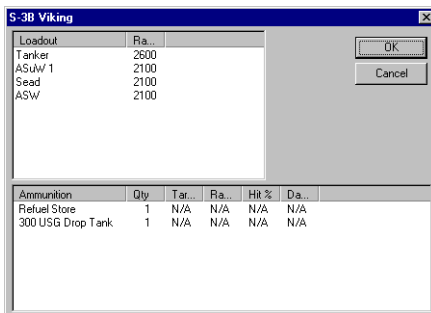 S-3B Viking
Loadout Ra...
Tanker 2600
ASuW 1 2100
Sead 2100
ASW 2100
OK
Cancel
Ammunition Qty Tar... Ra... Hit % Da...
Refuel Store 1 N/A N/A N/A N/A
300 USG Drop Tank 1 N/A N/A N/A N/A